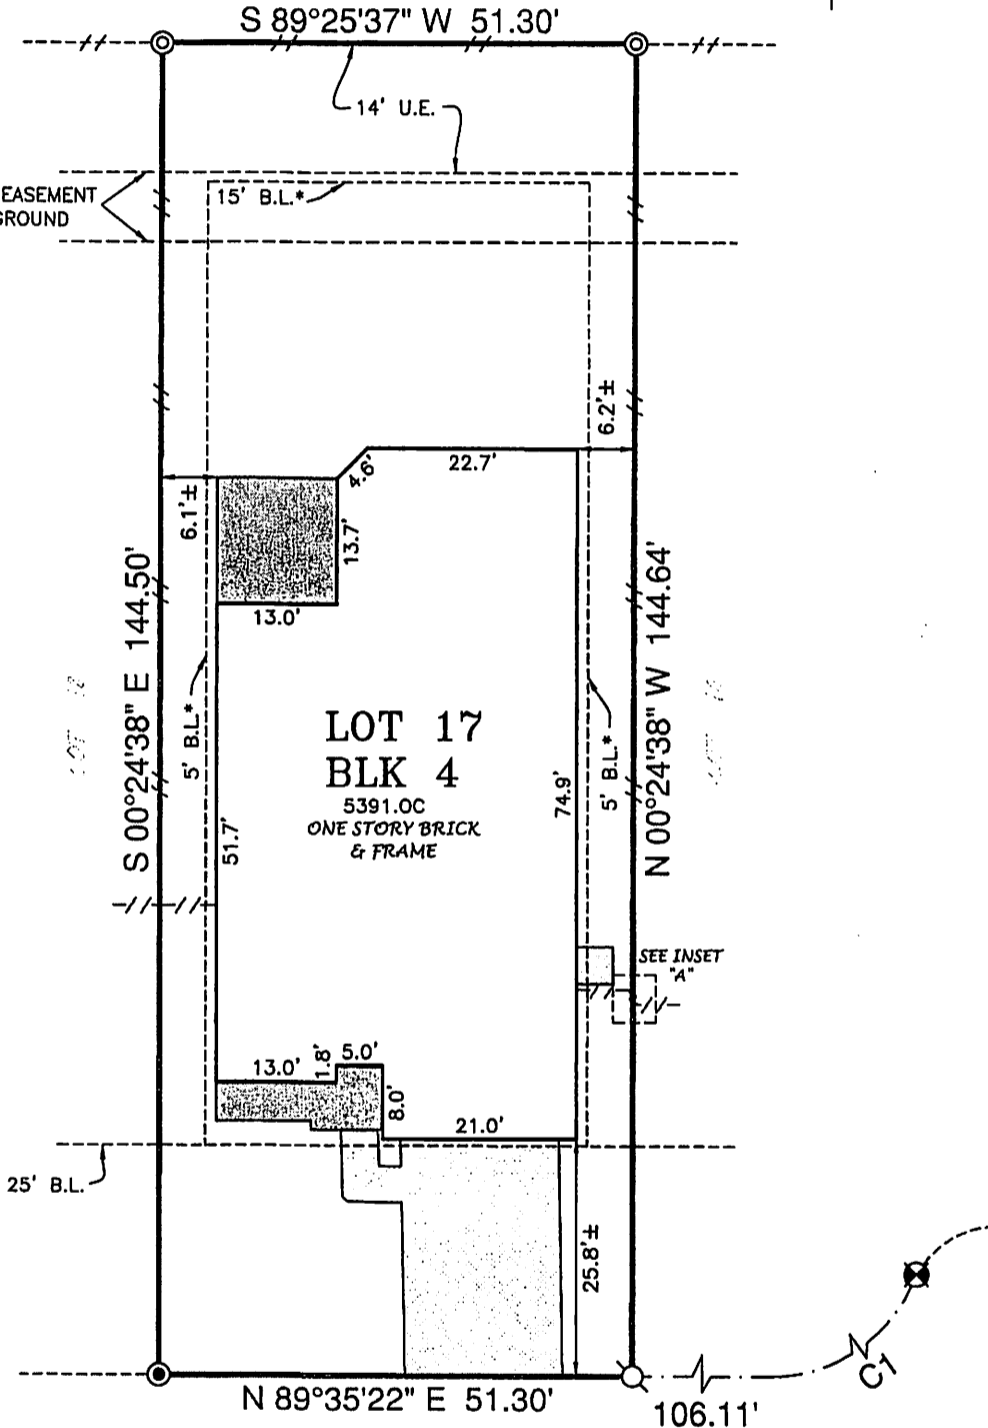 S 89°25'37" W 51.30'
14' U.E.
EASEMENT
15' B.L.*
6.2'±
22.7'
4.6'
6.1'±
13.7'
13.0'
S 00°24'38" E 144.50'
N 00°24'38" W 144.64'
5' B.L.*
5' B.L.*
LOT 17
BLK 4
5391.0C
ONE STORY BRICK
& FRAME
74.9'
51.7'
SEE INSET
"A"
13.0'
1.8'
5.0'
8.0'
21.0'
25' B.L.
25.8'±
C1
N 89°35'22" E 51.30'
106.11'